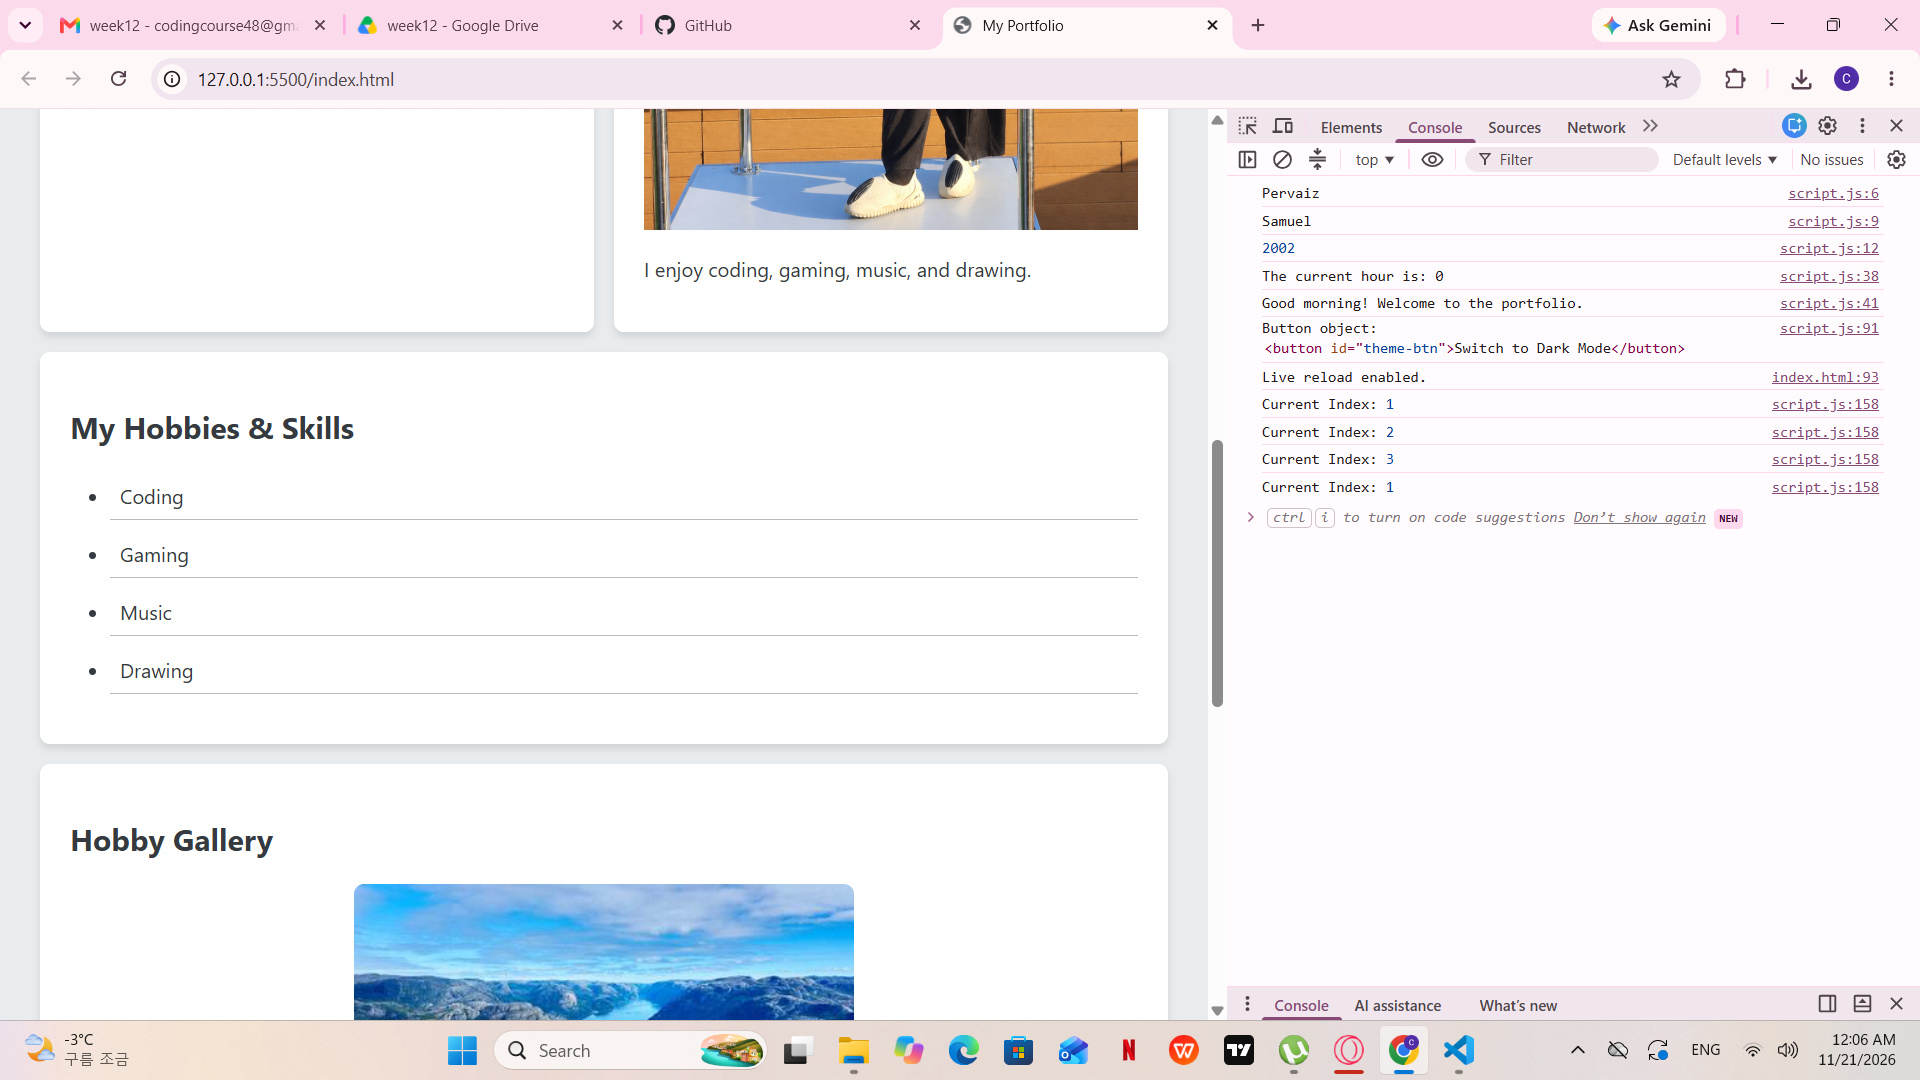 week12 - codingcourse48@gma
week12 - Google Drive
GitHub
My Portfolio
Ask Gemini
127.0.0.1:5500/index.html
C
I enjoy coding, gaming, music, and drawing.
My Hobbies & Skills
Coding
Gaming
Music
Drawing
Hobby Gallery
Elements
Console
Sources
Network
top
Filter
Default levels
No issues
Pervaiz script.js:6
Samuel script.js:9
2002 script.js:12
The current hour is: 0 script.js:38
Good morning! Welcome to the portfolio. script.js:41
Button object: script.js:91
<button id="theme-btn">Switch to Dark Mode</button>
Live reload enabled. index.html:93
Current Index: 1 script.js:158
Current Index: 2 script.js:158
Current Index: 3 script.js:158
Current Index: 1 script.js:158
ctrl i to turn on code suggestions Don't show again NEW
Console
AI assistance
What's new
-3°C
구름 조금
Search
ENG
12:06 AM
11/21/2026